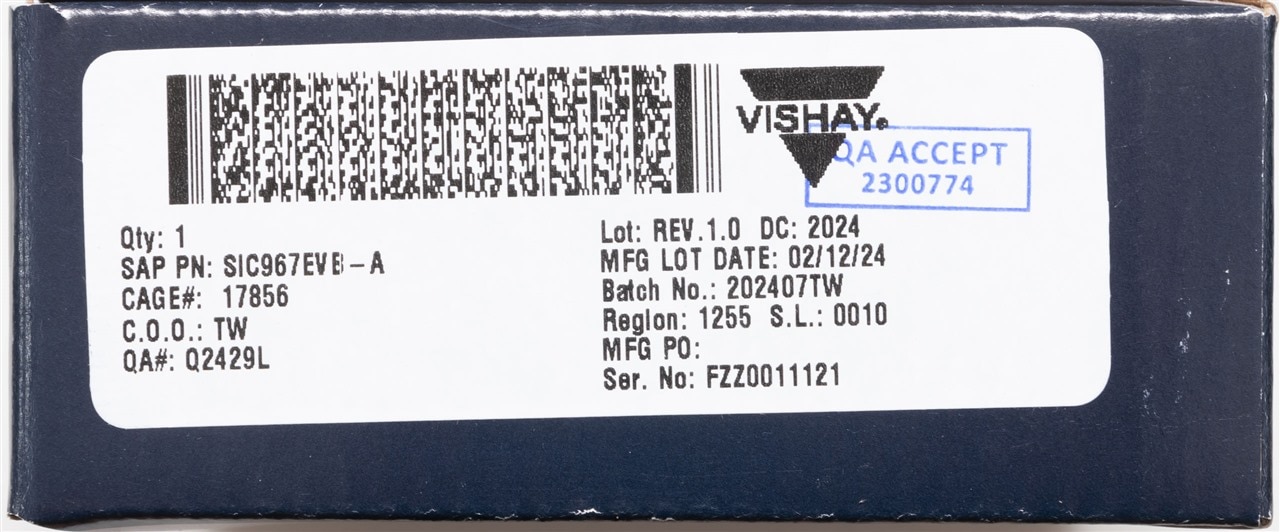 VISHAY®
QA ACCEPT
2300774
Qty: 1
SAP PN: SIC967EVB-A
CAGE#: 17856
C.O.O.: TW
QA#: Q2429L
Lot: REV.1.0 DC: 2024
MFG LOT DATE: 02/12/24
Batch No.: 202407TW
Region: 1255 S.L.: 0010
MFG PO:
Ser. No: FZZ0011121